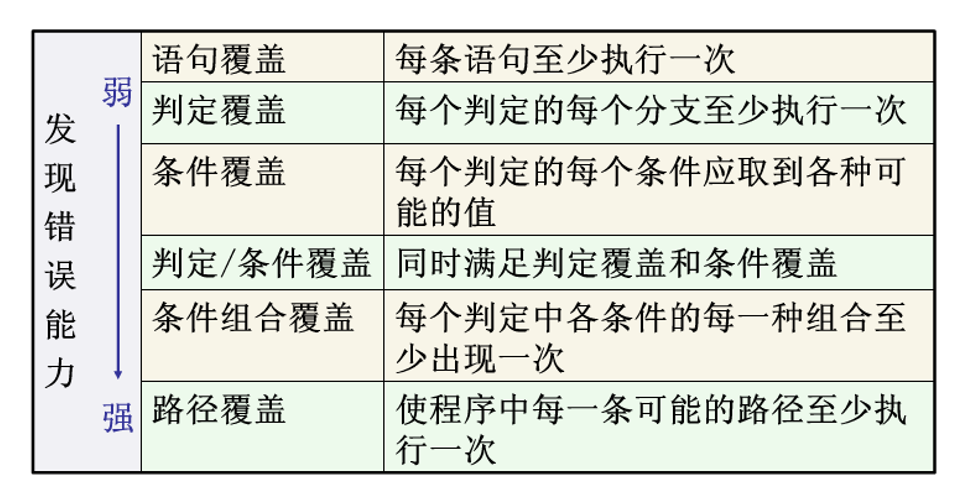 发现错误能力
弱
强
语句覆盖
每条语句至少执行一次
判定覆盖
每个判定的每个分支至少执行一次
条件覆盖
每个判定的每个条件应取到各种可
能的值
判定/条件覆盖
同时满足判定覆盖和条件覆盖
条件组合覆盖
每个判定中各条件的每一种组合至
少出现一次
路径覆盖
使程序中每一条可能的路径至少执
行一次